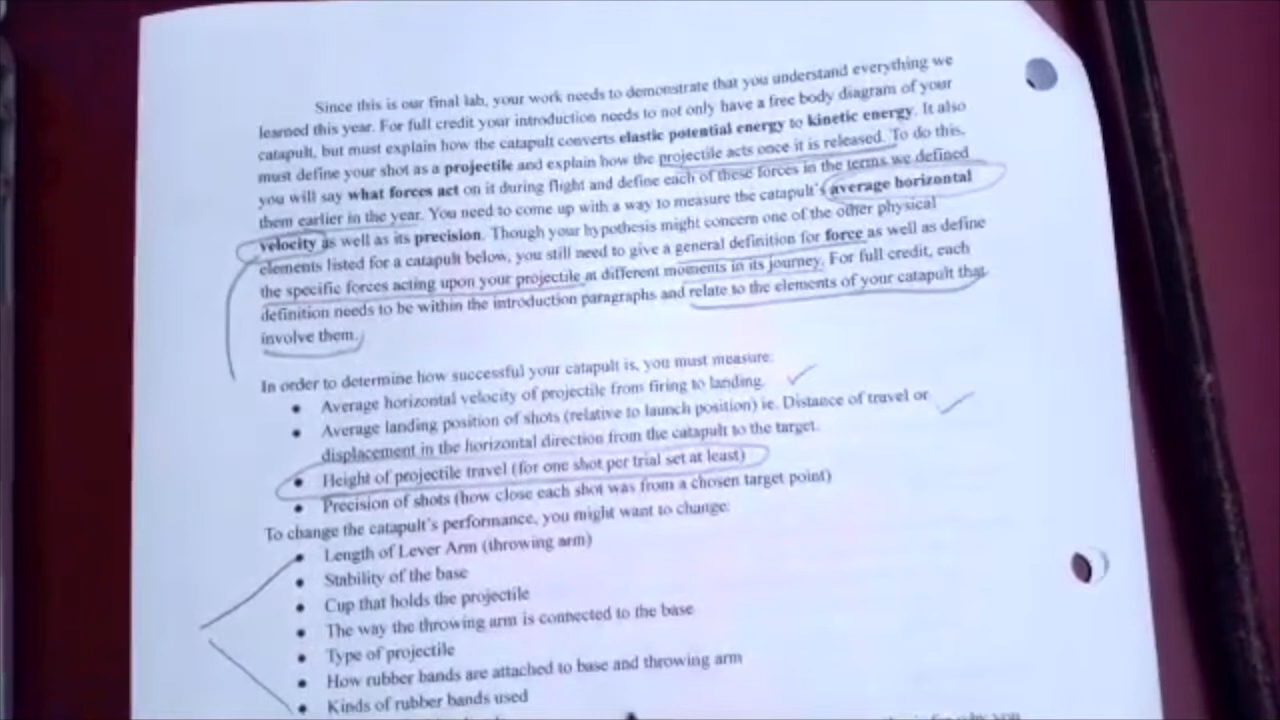 Since this is our final lab, your work needs to demonstrate that you understand everything we
learned this year. For full credit your introduction needs to not only have a free body diagram of your
catapult, but must explain how the catapult converts elastic potential energy to kinetic energy. It also
must define your shot as a projectile and explain how the projectile acts once it is released. To do this,
you will say what forces act on it during flight and define each of these forces in the terms we defined
them earlier in the year. You need to come up with a way to measure the catapult's average horizontal
velocity as well as its precision. Though your hypothesis might concern one of the other physical
elements listed for a catapult below, you still need to give a general definition for force as well as define
the specific forces acting upon your projectile at different moments in its journey. For full credit, each
definition needs to be within the introduction paragraphs and relate to the elements of your catapult that
involve them.
In order to determine how successful your catapult is, you must measure:
• Average horizontal velocity of projectile from firing to landing.
• Average landing position of shots (relative to launch position) ie. Distance of travel or
displacement in the horizontal direction from the catapult to the target.
• Height of projectile travel (for one shot per trial set at least)
• Precision of shots (how close each shot was from a chosen target point)
To change the catapult's performance, you might want to change:
• Length of Lever Arm (throwing arm)
• Stability of the base
• Cup that holds the projectile
• The way the throwing arm is connected to the base
• Type of projectile
• How rubber bands are attached to base and throwing arm
• Kinds of rubber bands used